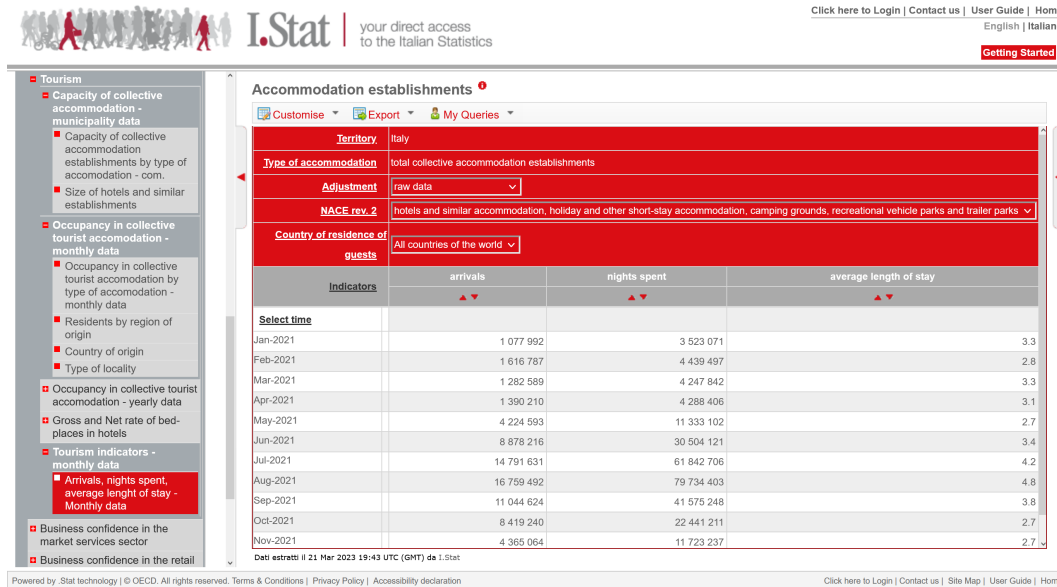 Click here to Login | Contact us | User Guide | Hom
I.Stat
your direct access
to the Italian Statistics
English | Italian
Getting Started
Tourism
Capacity of collective
accommodation -
municipality data
Capacity of collective
accommodation
establishments by type of
accomodation - com.
Size of hotels and similar
establishments
Occupancy in collective
tourist accomodation -
monthly data
Occupancy in collective
tourist accomodation by
type of accomodation -
monthly data
Residents by region of
origin
Country of origin
Type of locality
Occupancy in collective tourist
accomodation - yearly data
Gross and Net rate of bed-
places in hotels
Tourism indicators -
monthly data
Arrivals, nights spent,
average lenght of stay -
Monthly data
Business confidence in the
market services sector
Business confidence in the retail
Accommodation establishments
Customise Export My Queries
Territory Italy
Type of accommodation total collective accommodation establishments
Adjustment raw data
NACE rev. 2 hotels and similar accommodation, holiday and other short-stay accommodation, camping grounds, recreational vehicle parks and trailer parks
Country of residence of
guests All countries of the world
Indicators arrivals nights spent average length of stay
Select time
Jan-2021 1 077 992 3 523 071 3.3
Feb-2021 1 616 787 4 439 497 2.8
Mar-2021 1 282 589 4 247 842 3.3
Apr-2021 1 390 210 4 288 406 3.1
May-2021 4 224 593 11 333 102 2.7
Jun-2021 8 878 216 30 504 121 3.4
Jul-2021 14 791 631 61 842 706 4.2
Aug-2021 16 759 492 79 734 403 4.8
Sep-2021 11 044 624 41 575 248 3.8
Oct-2021 8 419 240 22 441 211 2.7
Nov-2021 4 365 064 11 723 237 2.7
Dati estratti il 21 Mar 2023 19:43 UTC (GMT) da I.Stat
Powered by .Stat technology | © OECD. All rights reserved. Terms & Conditions | Privacy Policy | Accessibility declaration
Click here to Login | Contact us | Site Map | User Guide | Hom